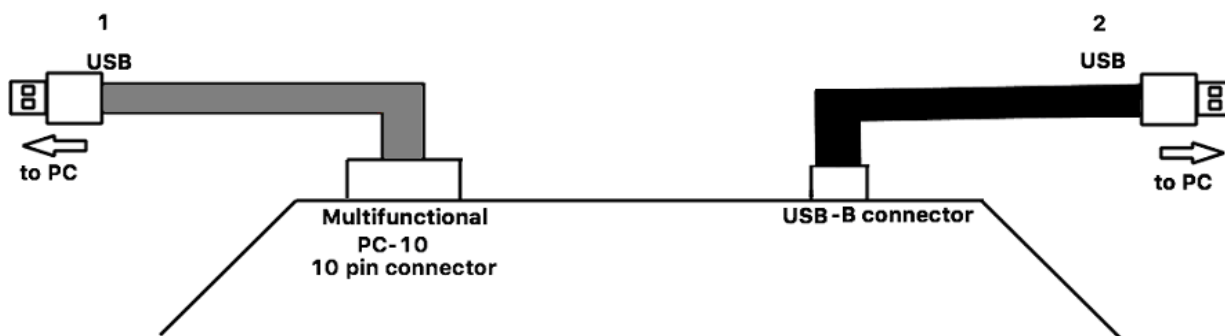 1
USB
to PC
2
USB
to PC
Multifunctional
PC-10
10 pin connector
USB-B connector